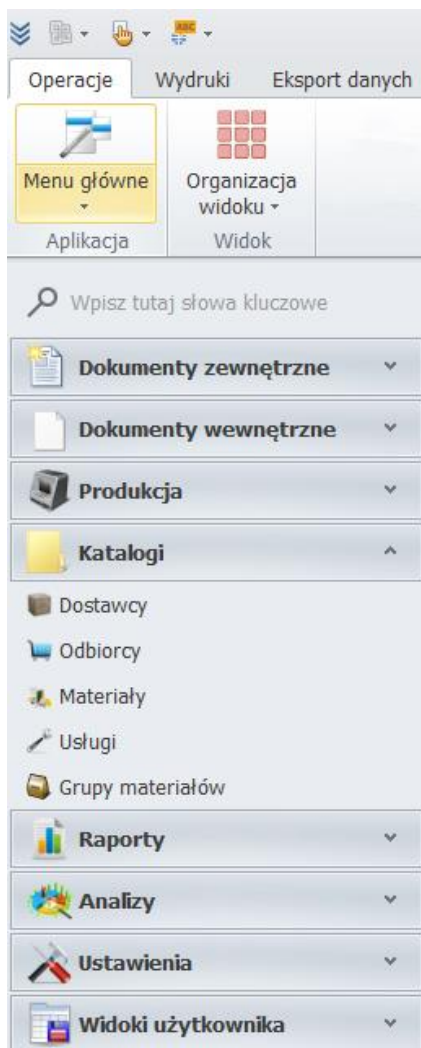 ABC
Operacje Wydruki Eksport danych
Menu główne Organizacja
widoku
Aplikacja Widok
Wpisz tutaj słowa kluczowe
Dokumenty zewnętrzne
Dokumenty wewnętrzne
Produkcja
Katalogi
Dostawcy
Odbiorcy
Materiały
Usługi
Grupy materiałów
Raporty
Analizy
Ustawienia
Widoki użytkownika